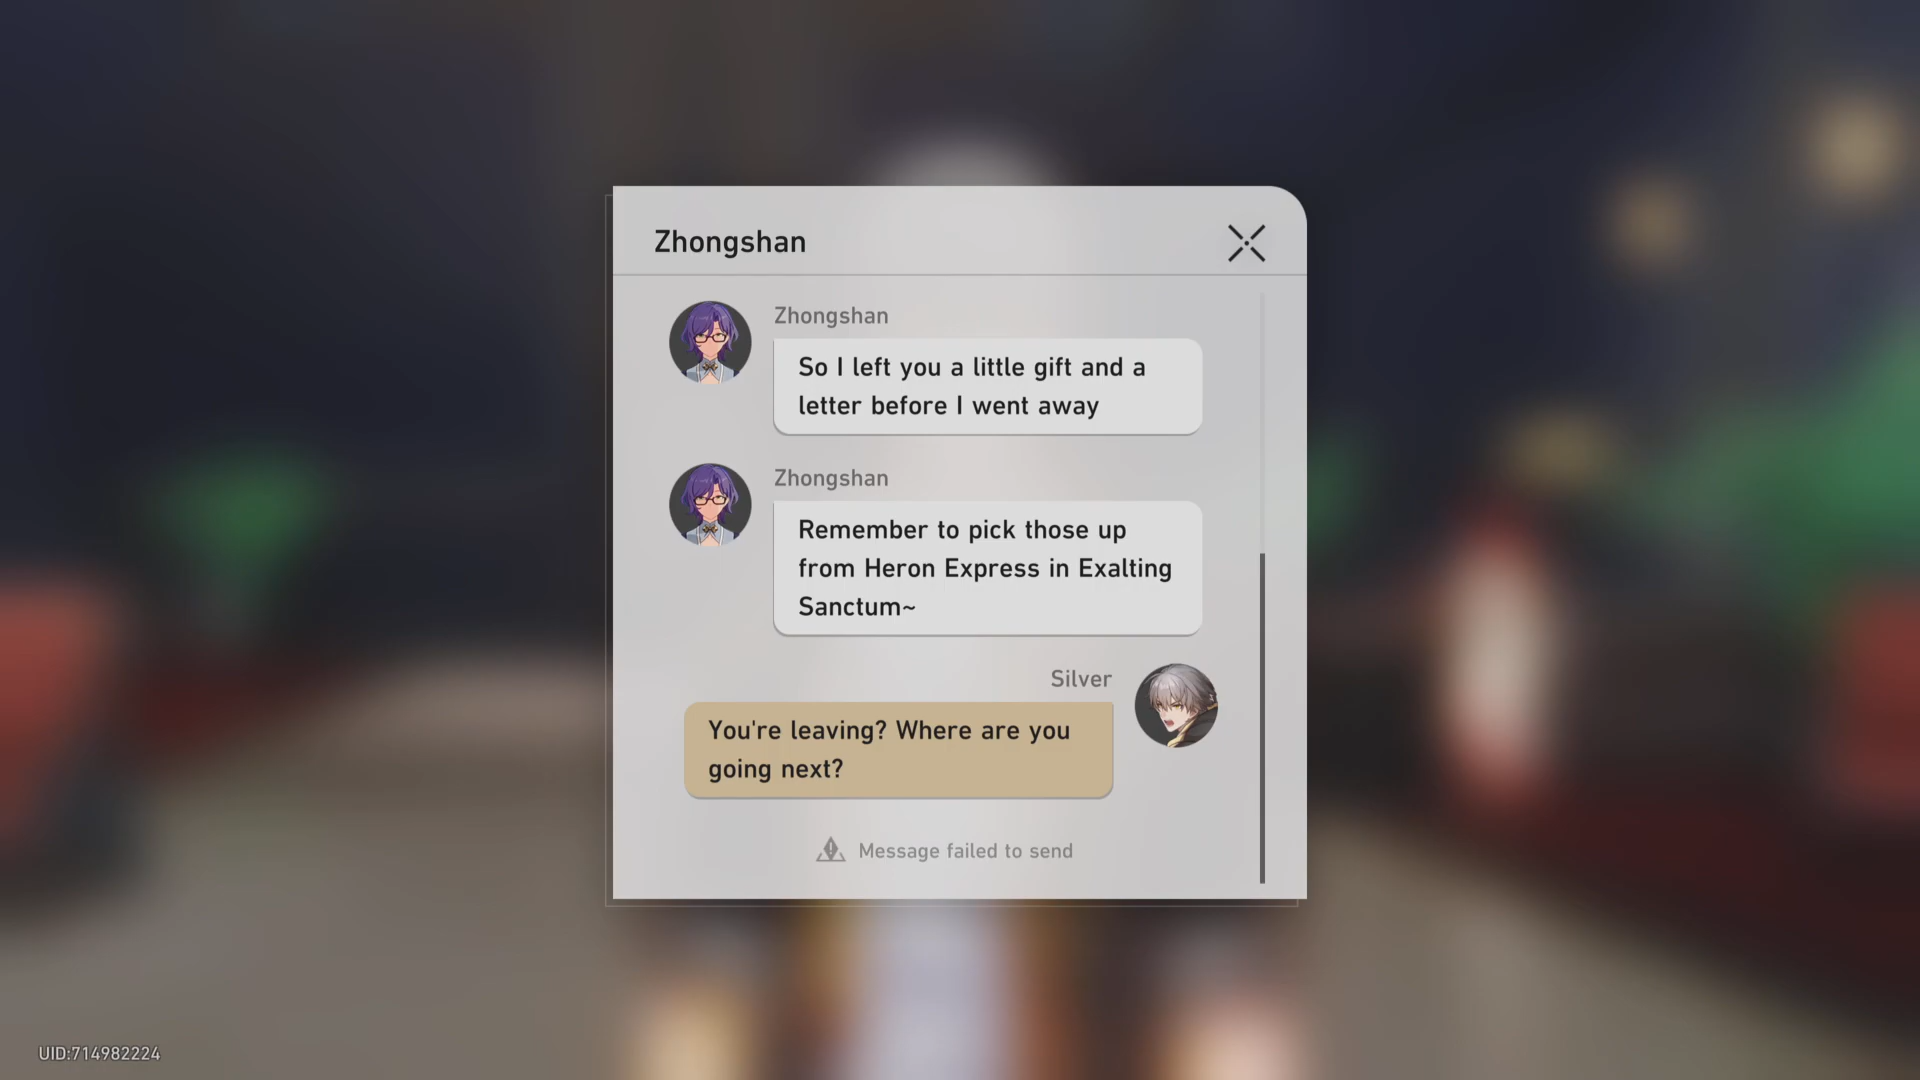 Zhongshan
Zhongshan
So I left you a little gift and a
letter before I went away
Zhongshan
Remember to pick those up
from Heron Express in Exalting
Sanctum~
Silver
You're leaving? Where are you
going next?
Message failed to send
UID:714982224